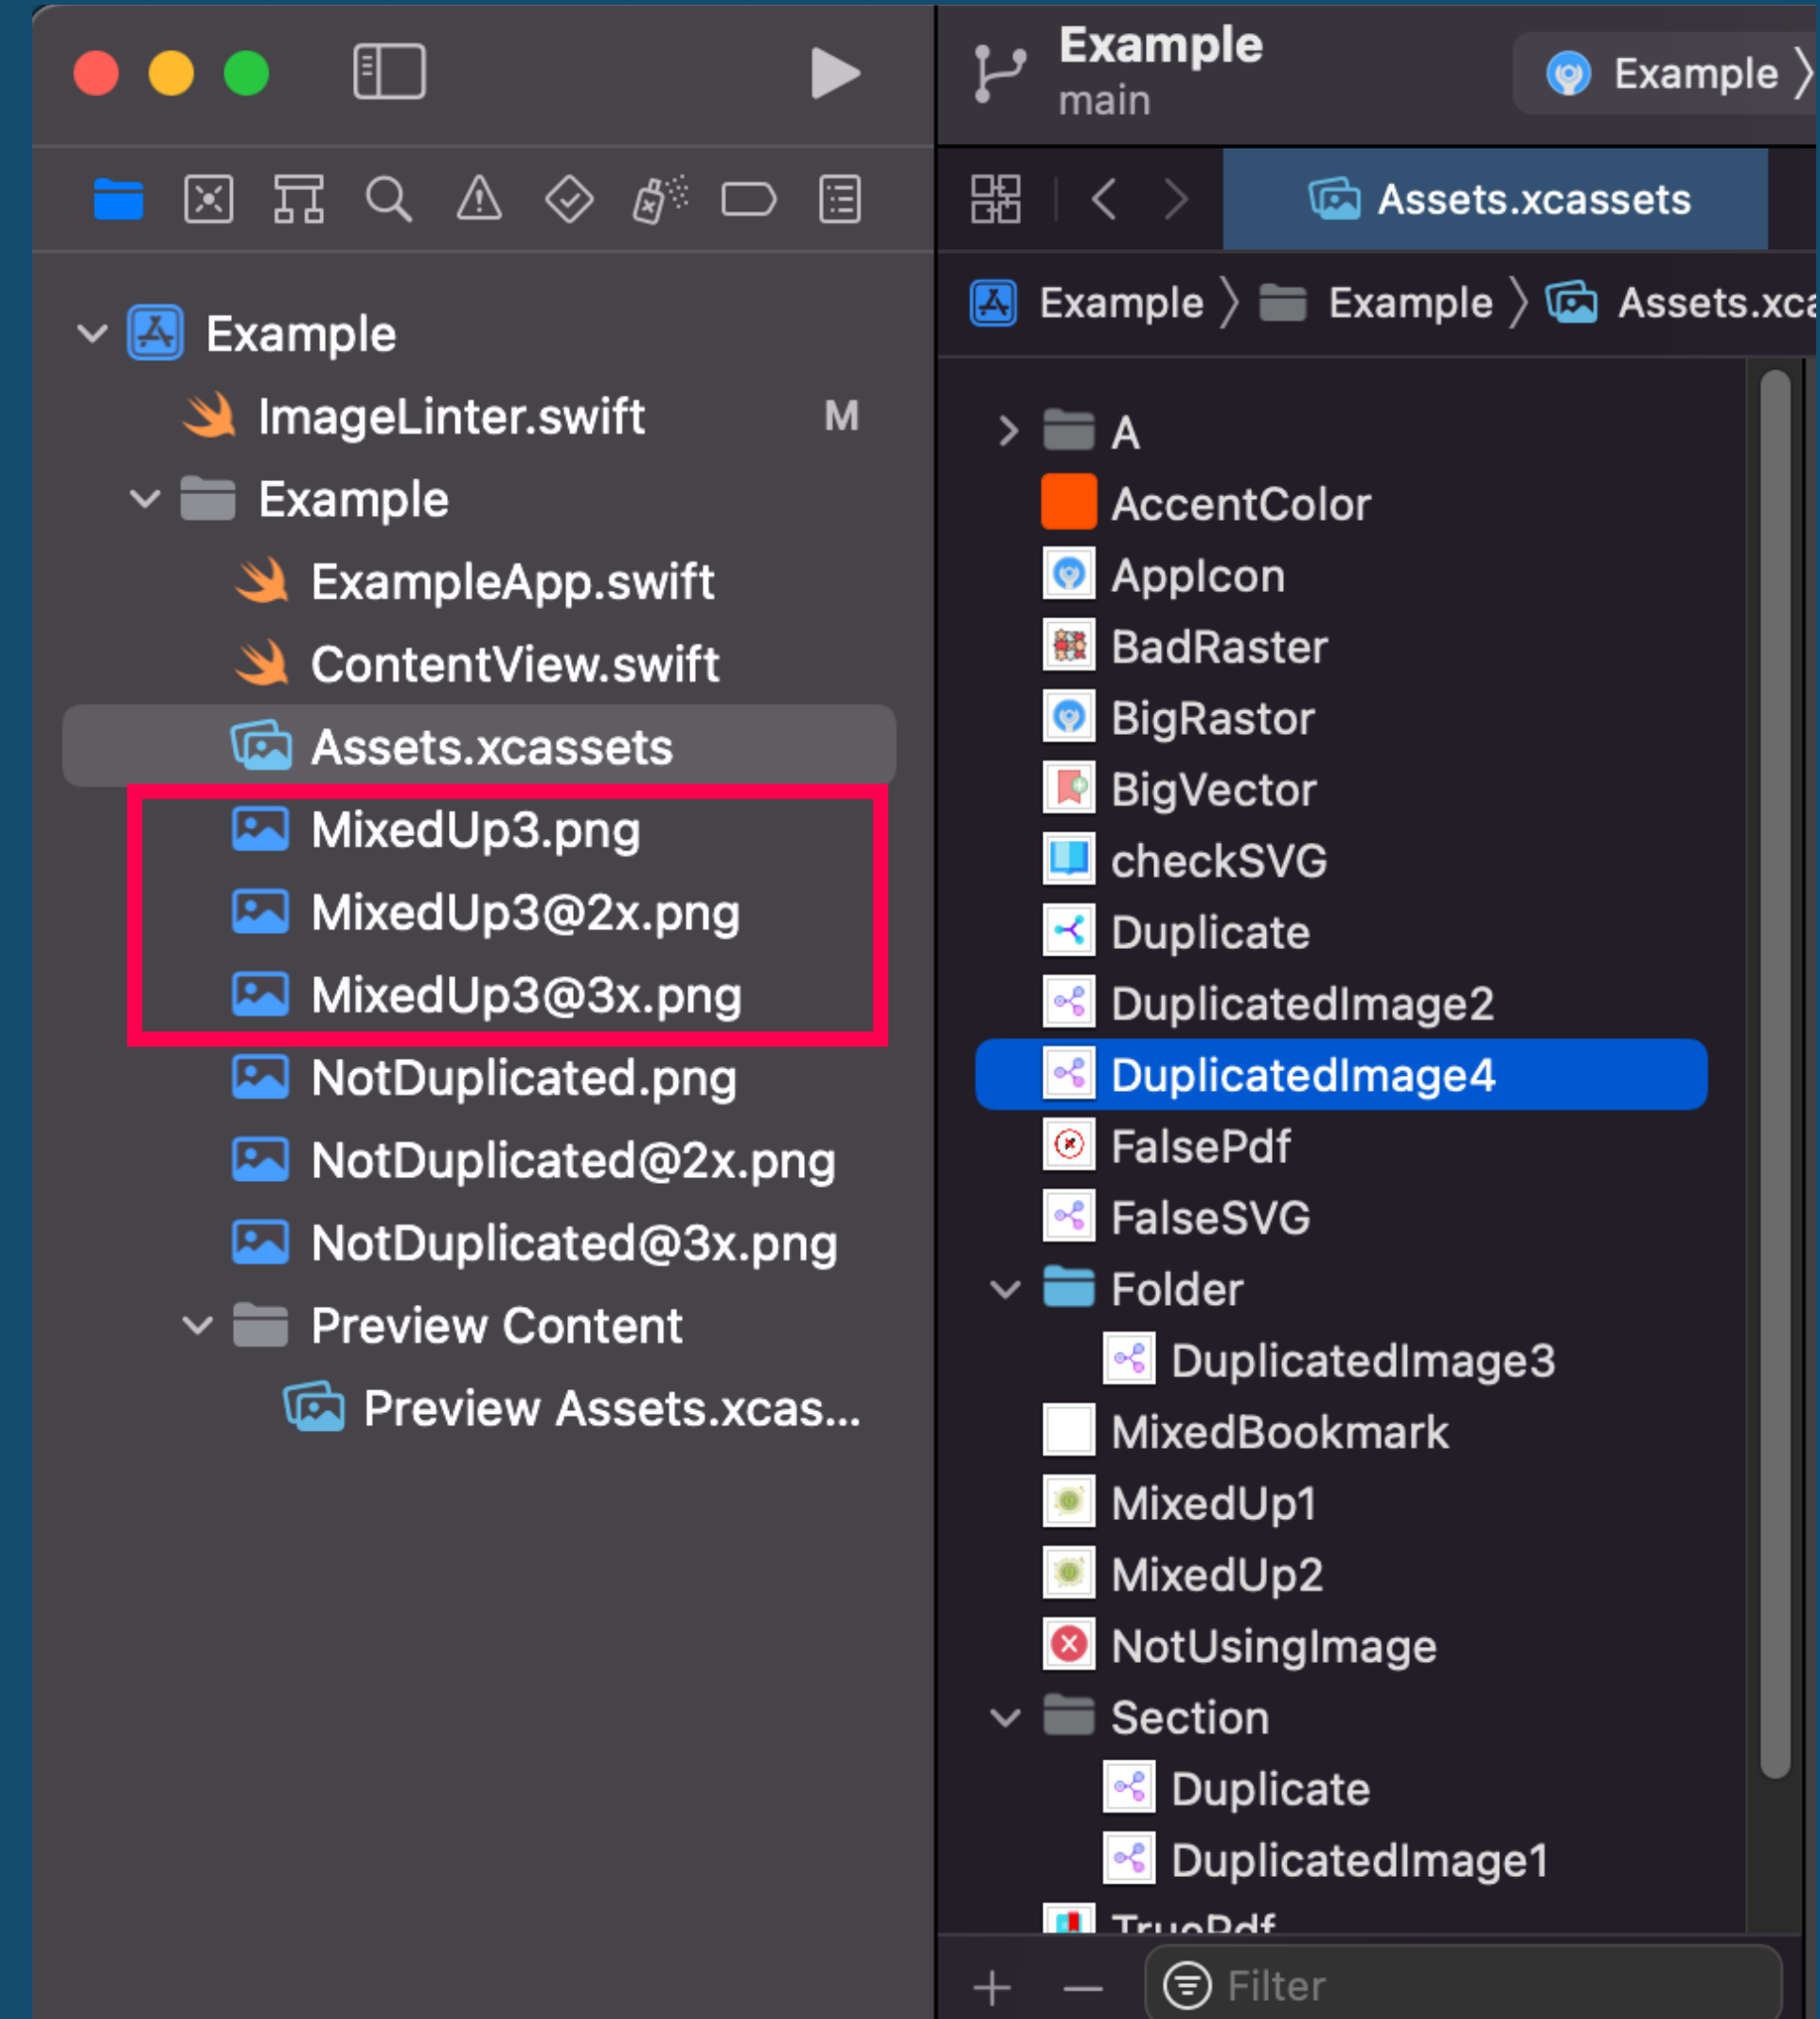 Example
main
Example
Assets.xcassets
Example
Example
Assets.xca
Example
ImageLinter.swift M
Example
ExampleApp.swift
ContentView.swift
Assets.xcassets
MixedUp3.png
MixedUp3@2x.png
MixedUp3@3x.png
NotDuplicated.png
NotDuplicated@2x.png
NotDuplicated@3x.png
Preview Content
Preview Assets.xcas...
A
AccentColor
AppIcon
BadRaster
BigRastor
BigVector
checkSVG
Duplicate
DuplicatedImage2
DuplicatedImage4
FalsePdf
FalseSVG
Folder
DuplicatedImage3
MixedBookmark
MixedUp1
MixedUp2
NotUsingImage
Section
Duplicate
DuplicatedImage1
TruePdf
Filter